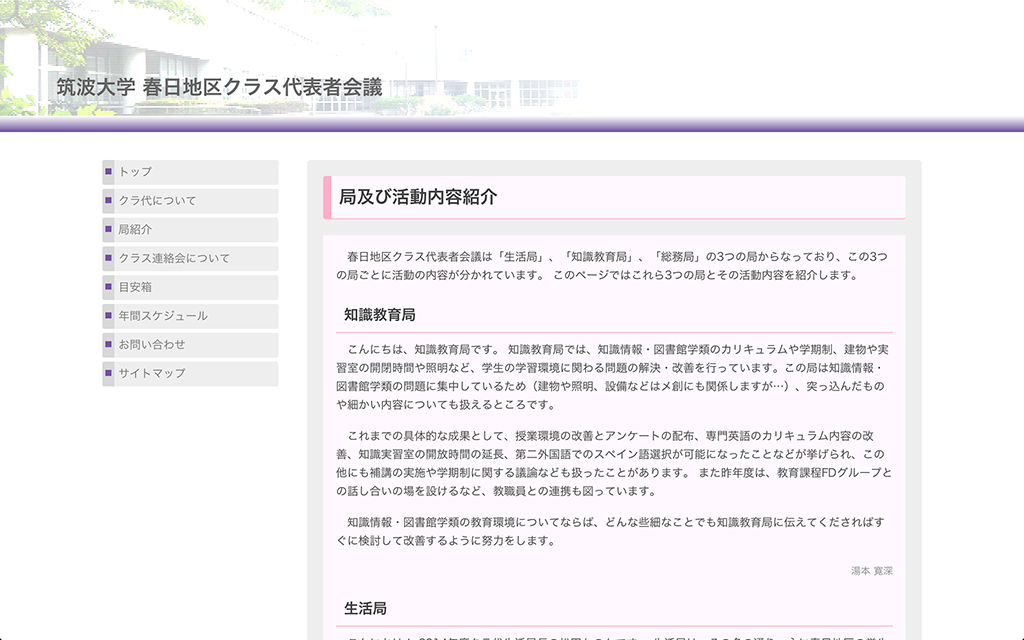 筑波大学 春日地区クラス代表者会議
トップ
クラ代について
局紹介
クラス連絡会について
目安箱
年間スケジュール
お問い合わせ
サイトマップ
局及び活動内容紹介
春日地区クラス代表者会議は「生活局」、「知識教育局」、「総務局」の3つの局からなっており、この3つ
の局ごとに活動の内容が分かれています。 このページではこれら3つの局とその活動内容を紹介します。
知識教育局
こんにちは、知識教育局です。 知識教育局では、知識情報・図書館学類のカリキュラムや学期制、建物や実
習室の開閉時間や照明など、学生の学習環境に関わる問題の解決・改善を行っています。この局は知識情報・
図書館学類の問題に集中しているため（建物や照明、設備などはメ創にも関係しますが…）、突っ込んだもの
や細かい内容についても扱えるところです。
これまでの具体的な成果として、授業環境の改善とアンケートの配布、専門英語のカリキュラム内容の改
善、知識実習室の開放時間の延長、第二外国語でのスペイン語選択が可能になったことなどが挙げられ、この
他にも補講の実施や学期制に関する議論なども扱ったことがあります。 また昨年度は、教育課程FDグループと
の話し合いの場を設けるなど、教職員との連携も図っています。
知識情報・図書館学類の教育環境についてならば、どんな些細なことでも知識教育局に伝えてくださればす
ぐに検討して改善するように努力をします。
湯本 寛深
生活局